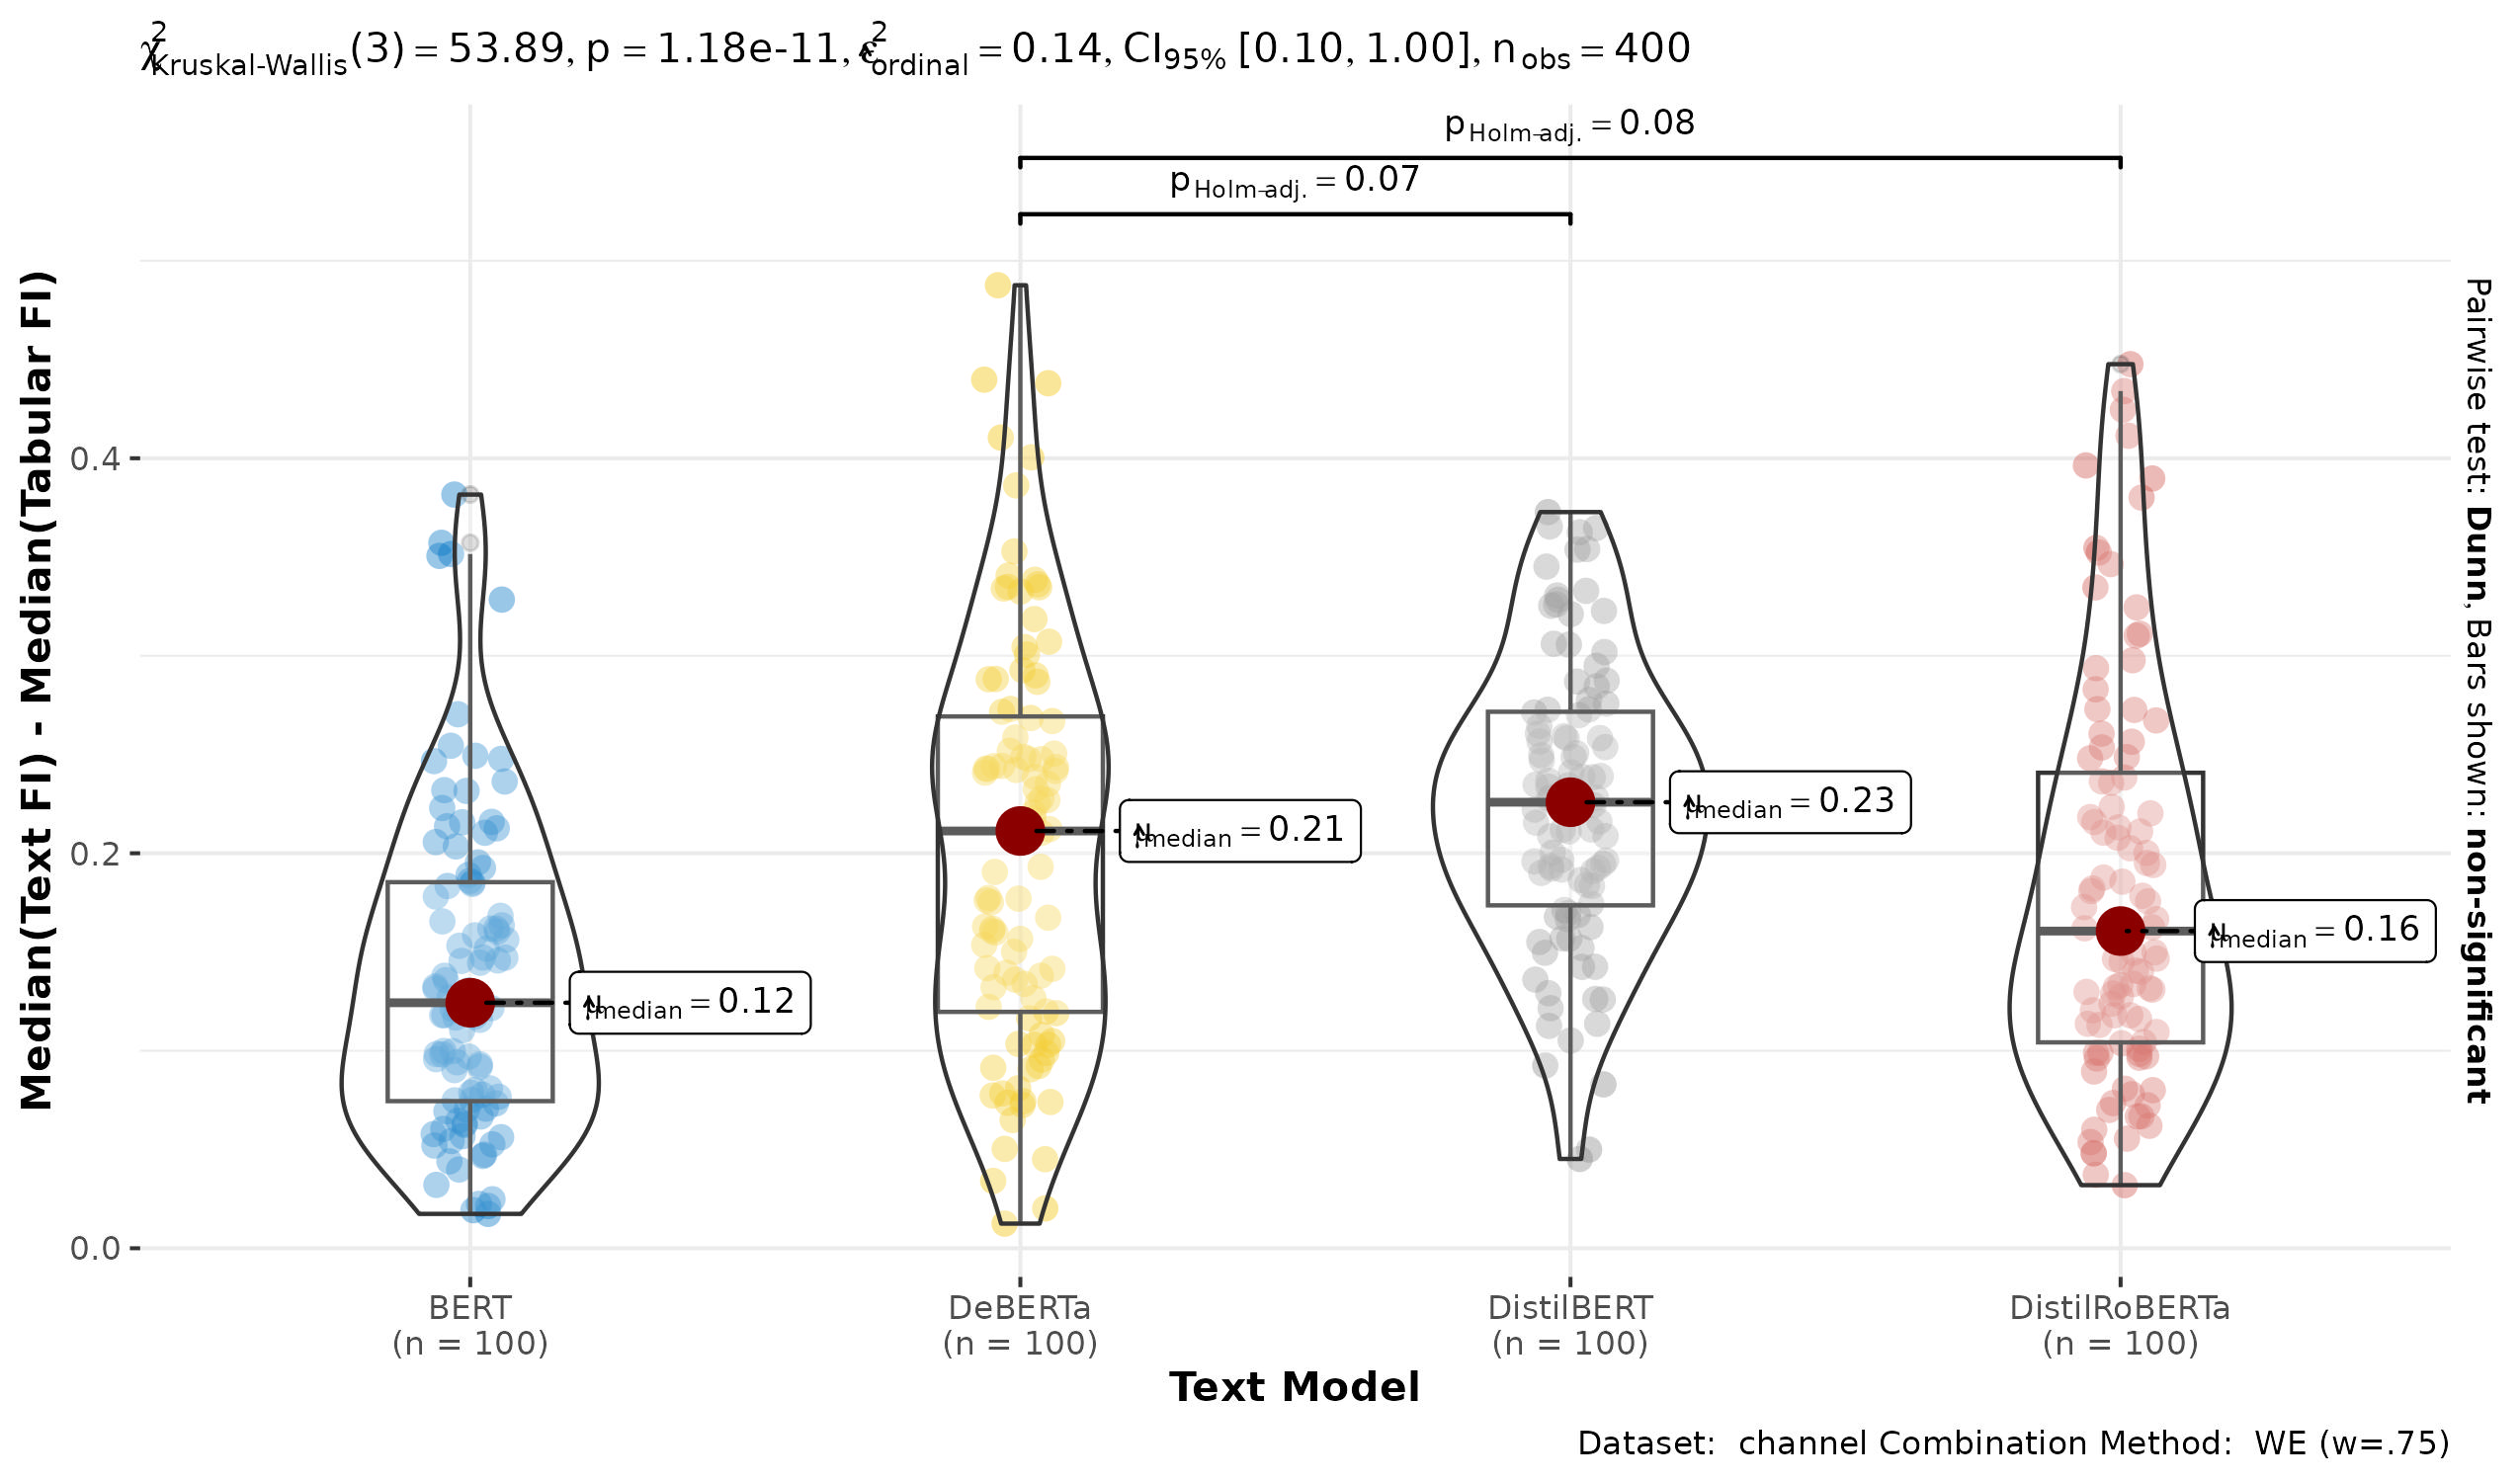 χ²Kruskal-Wallis(3) = 53.89, p = 1.18e-11, ε²ordinal = 0.14, CI95% [0.10, 1.00], nobs = 400
pHolm-adj. = 0.08
pHolm-adj. = 0.07
Median(Text FI) - Median(Tabular FI)
0.4
0.2
0.0
μ̂median = 0.12
μ̂median = 0.21
μ̂median = 0.23
μ̂median = 0.16
Pairwise test: Dunn, Bars shown: non-significant
BERT
(n = 100)
DeBERTa
(n = 100)
DistilBERT
(n = 100)
DistilRoBERTa
(n = 100)
Text Model
Dataset: channel Combination Method: WE (w=.75)